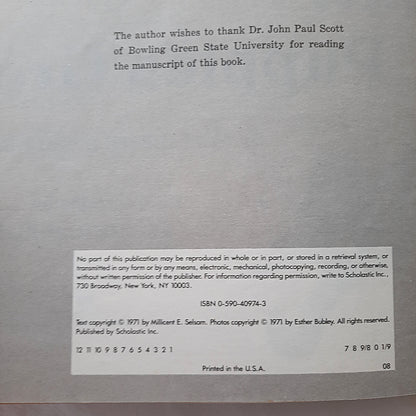 The author wishes to thank Dr. John Paul Scott
of Bowling Green State University for reading
the manuscript of this book.
No part of this publication may be reproduced in whole or in part, or stored in a retrieval system, or
transmitted in any form or by any means, electronic, mechanical, photocopying, recording, or otherwise,
without written permission of the publisher. For information regarding permission, write to Scholastic Inc.,
730 Broadway, New York, NY 10003.
ISBN 0-590-40974-3
Text copyright © 1971 by Millicent E. Selsam. Photos copyright © 1971 by Esther Bubley. All rights reserved.
Published by Scholastic Inc.
12 11 10 9 8 7 6 5 4 3 2 1 7 8 9/8 0 1/9
Printed in the U.S.A. 08